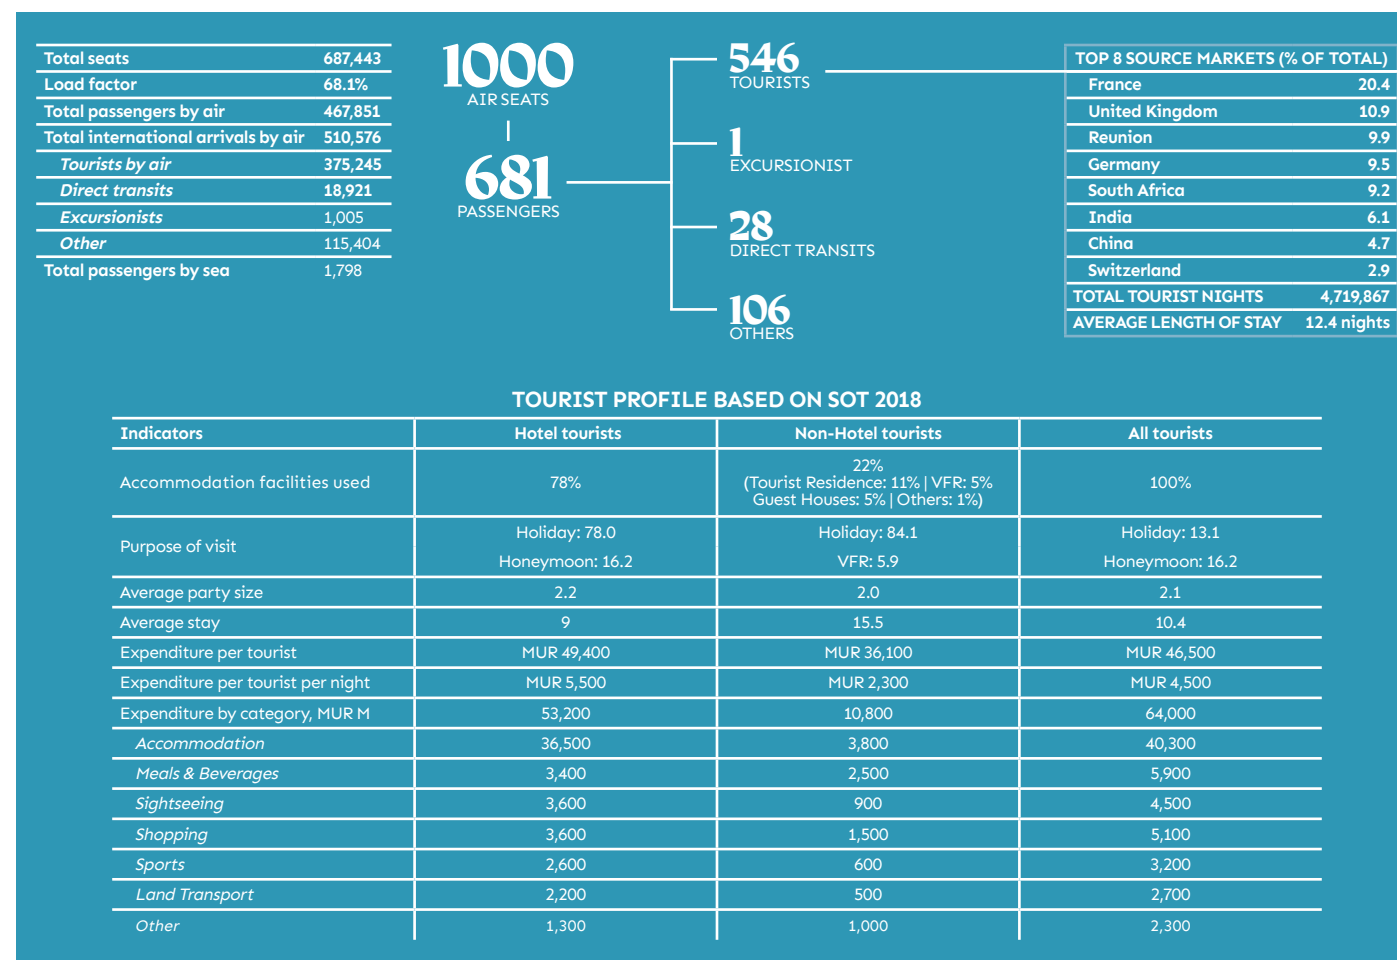 Total seats 687,443
Load factor 68.1%
Total passengers by air 467,851
Total international arrivals by air 510,576
Tourists by air 375,245
Direct transits 18,921
Excursionists 1,005
Other 115,404
Total passengers by sea 1,798
1000
AIR SEATS
681
PASSENGERS
546
TOURISTS
1
EXCURSIONIST
28
DIRECT TRANSITS
106
OTHERS
TOP 8 SOURCE MARKETS (% OF TOTAL)
France 20.4
United Kingdom 10.9
Reunion 9.9
Germany 9.5
South Africa 9.2
India 6.1
China 4.7
Switzerland 2.9
TOTAL TOURIST NIGHTS 4,719,867
AVERAGE LENGTH OF STAY 12.4 nights
TOURIST PROFILE BASED ON SOT 2018
Indicators Hotel tourists Non-Hotel tourists All tourists
Accommodation facilities used 78% 22% 100%
(Tourist Residence: 11% | VFR: 5%
Guest Houses: 5% | Others: 1%)
Purpose of visit
Holiday: 78.0 Holiday: 84.1 Holiday: 13.1
Honeymoon: 16.2 VFR: 5.9 Honeymoon: 16.2
Average party size 2.2 2.0 2.1
Average stay 9 15.5 10.4
Expenditure per tourist MUR 49,400 MUR 36,100 MUR 46,500
Expenditure per tourist per night MUR 5,500 MUR 2,300 MUR 4,500
Expenditure by category, MUR M 53,200 10,800 64,000
Accommodation 36,500 3,800 40,300
Meals & Beverages 3,400 2,500 5,900
Sightseeing 3,600 900 4,500
Shopping 3,600 1,500 5,100
Sports 2,600 600 3,200
Land Transport 2,200 500 2,700
Other 1,300 1,000 2,300